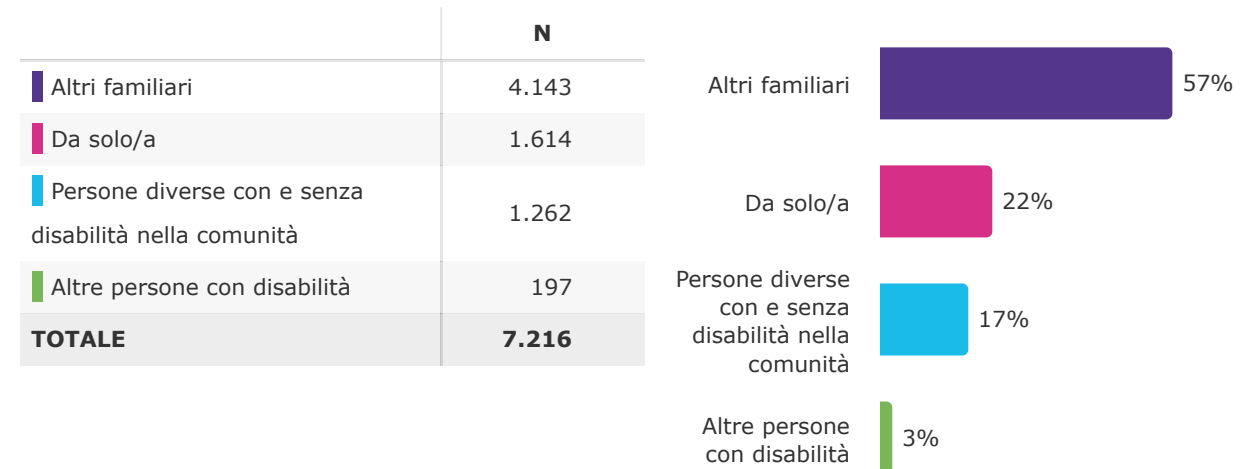 N
Altri familiari 4.143
Da solo/a 1.614
Persone diverse con e senza
disabilità nella comunità 1.262
Altre persone con disabilità 197
TOTALE 7.216
Altri familiari 57%
Da solo/a 22%
Persone diverse
con e senza
disabilità nella
comunità
17%
Altre persone
con disabilità
3%